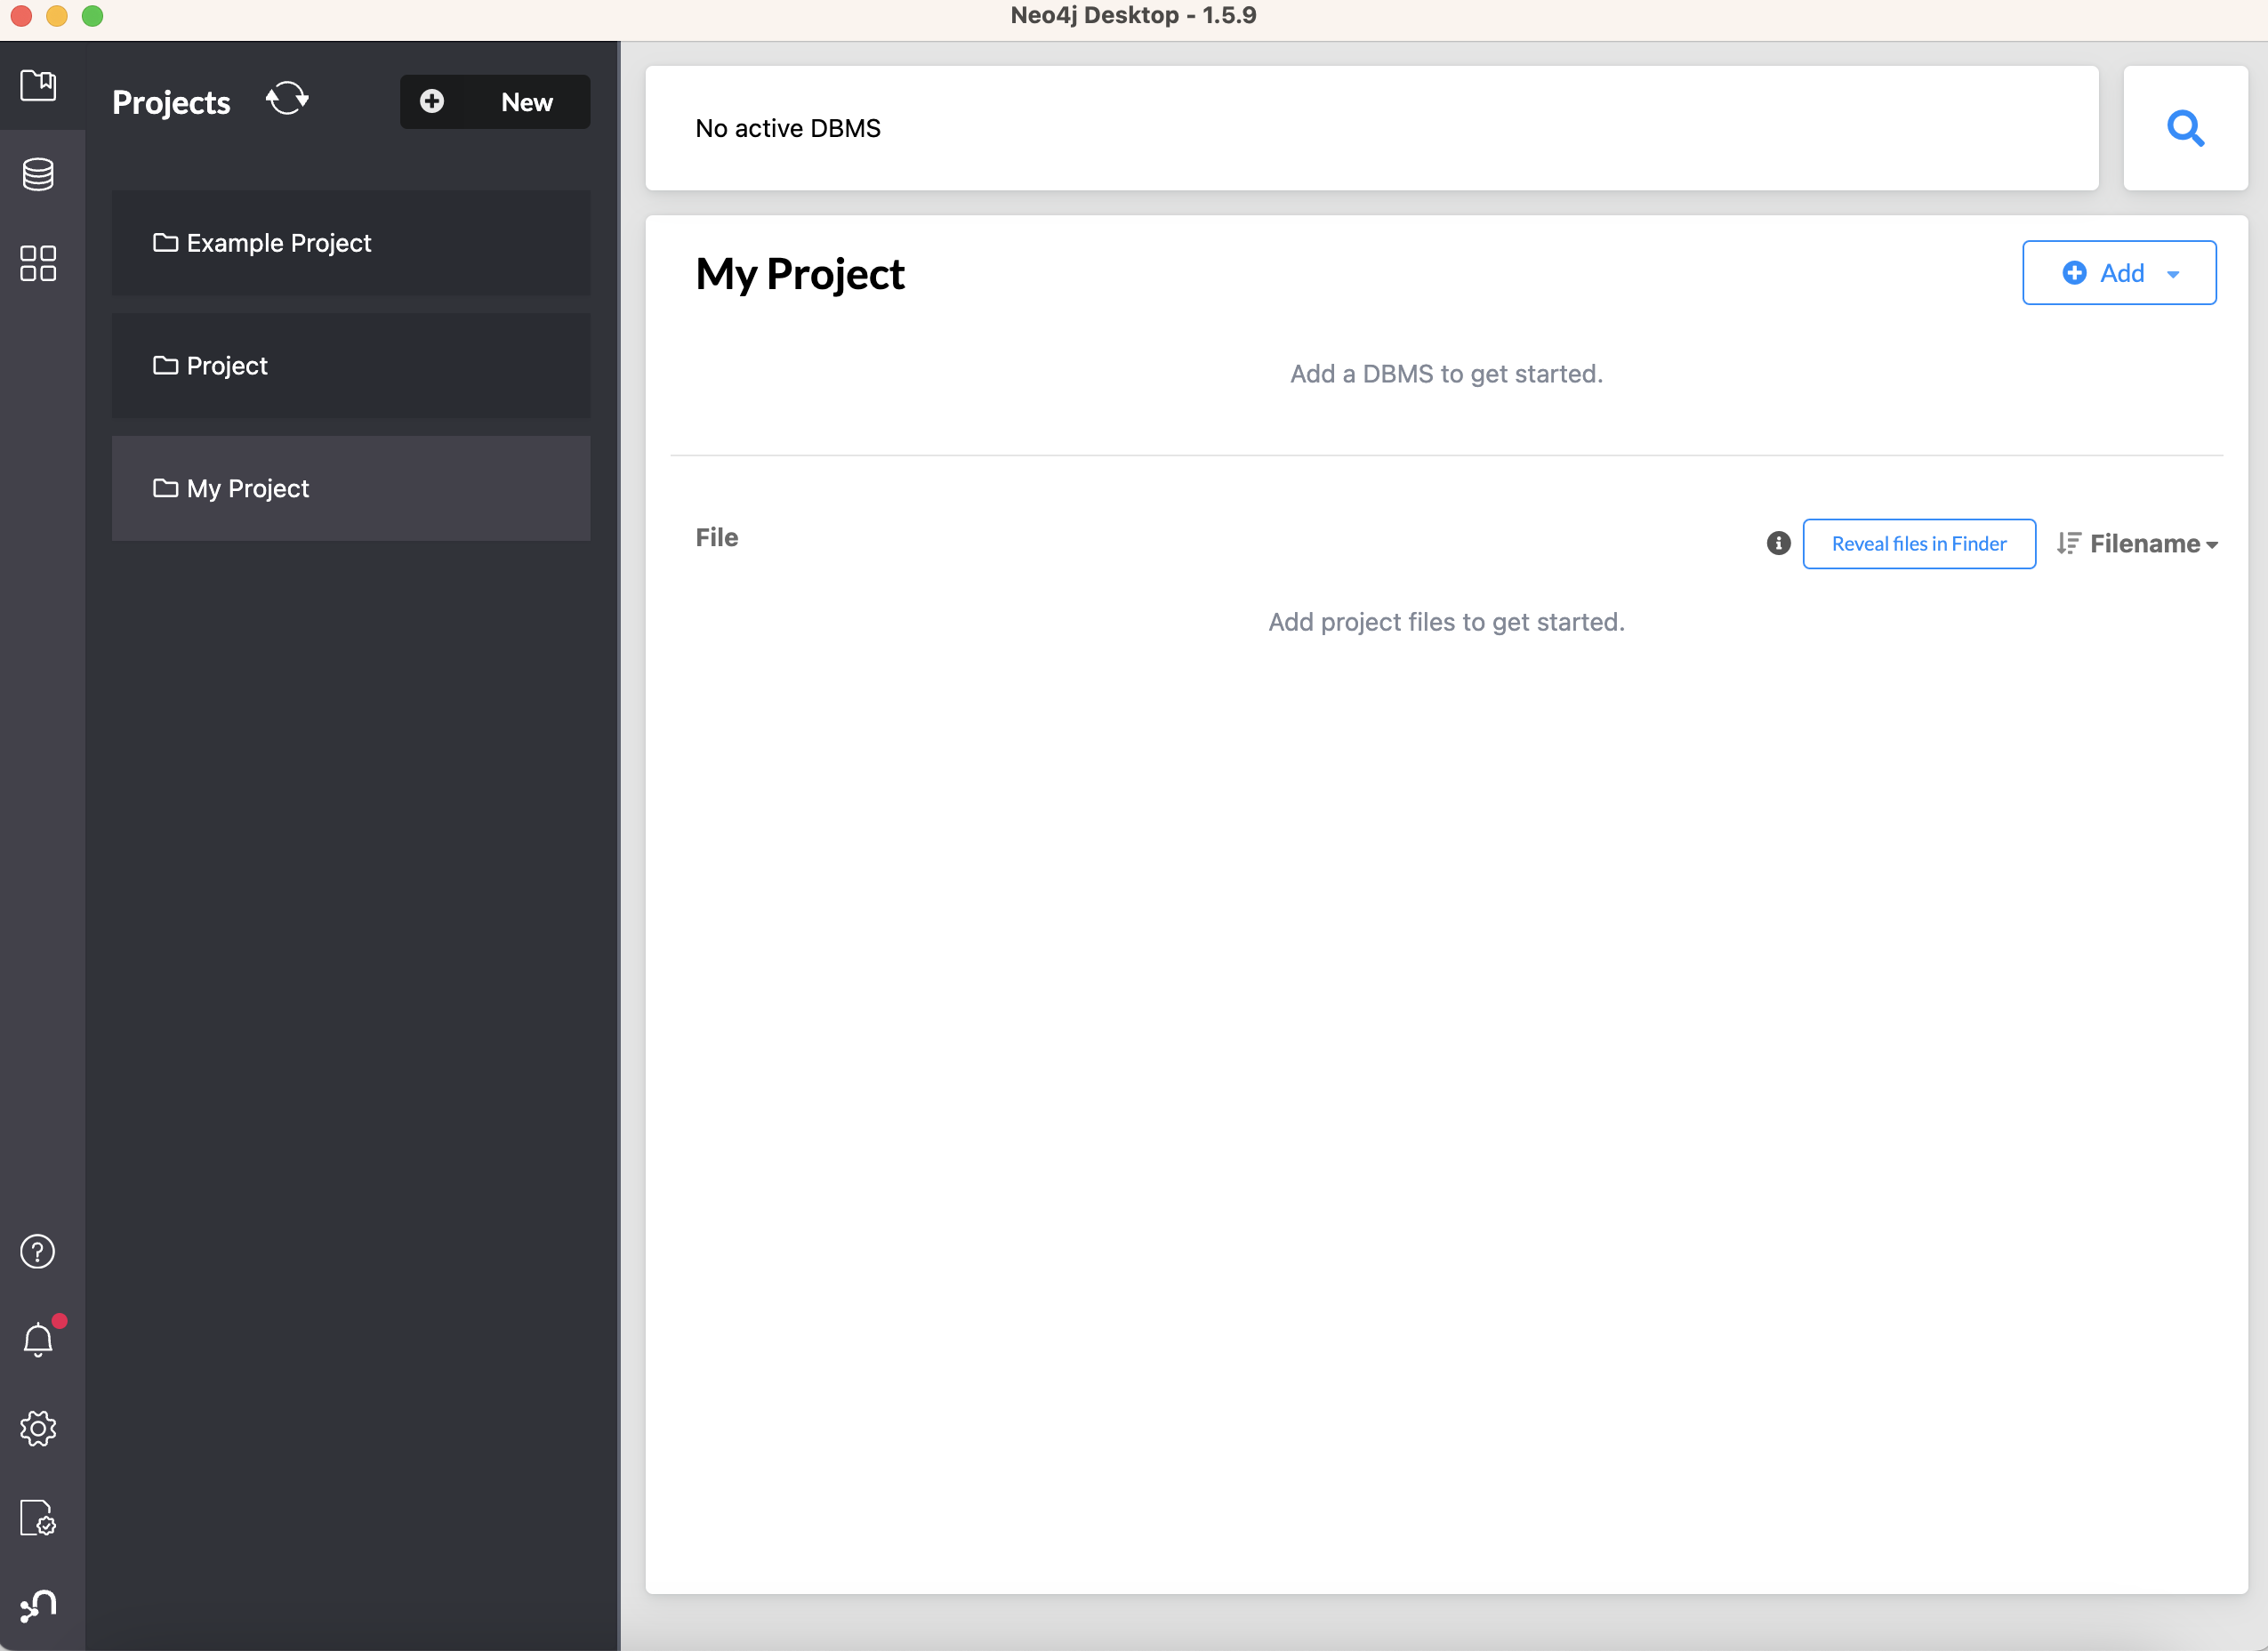 Neo4j Desktop - 1.5.9
Projects
New
Example Project
Project
My Project
No active DBMS
My Project
Add
Add a DBMS to get started.
File
Reveal files in Finder
Filename
Add project files to get started.